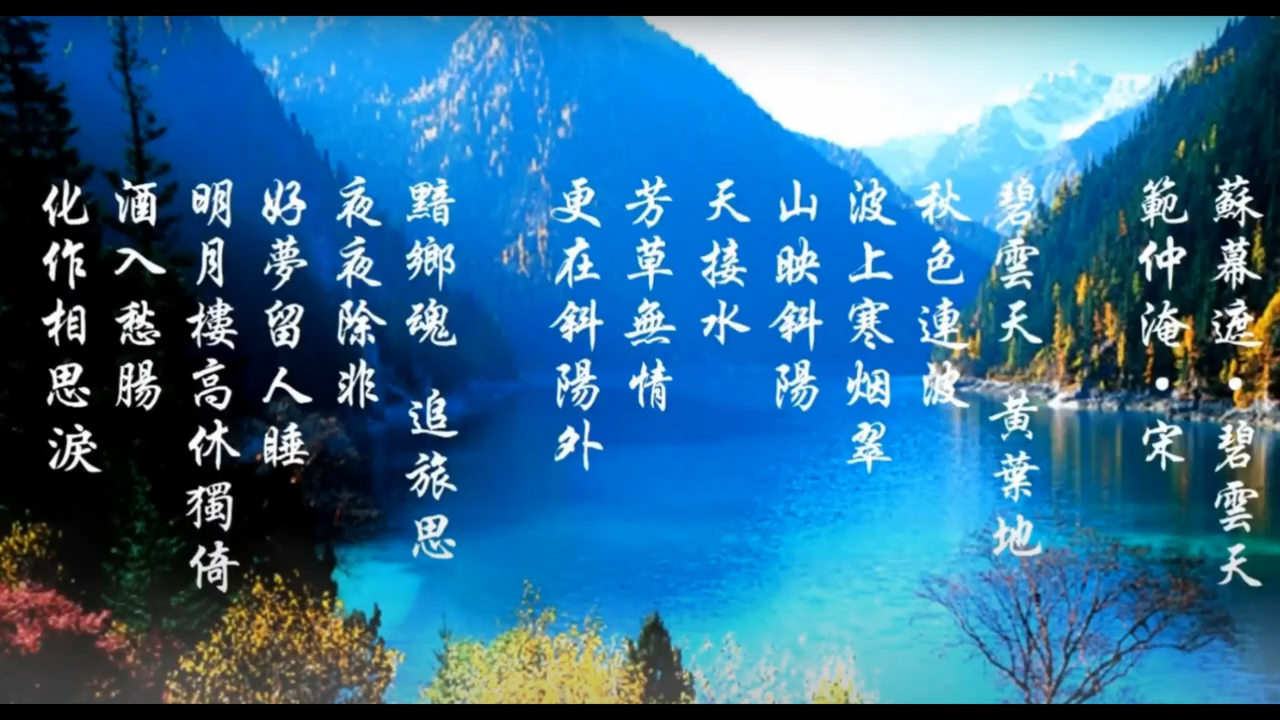 蘇幕遮·碧雲天
範仲淹·宋
碧雲天 黃葉地
秋色連波
波上寒烟翠
山映斜陽
天接水
芳草無情
更在斜陽外
黯鄉魂 追旅思
夜夜除非
好夢留人睡
明月樓高休獨倚
酒入愁腸
化作相思淚